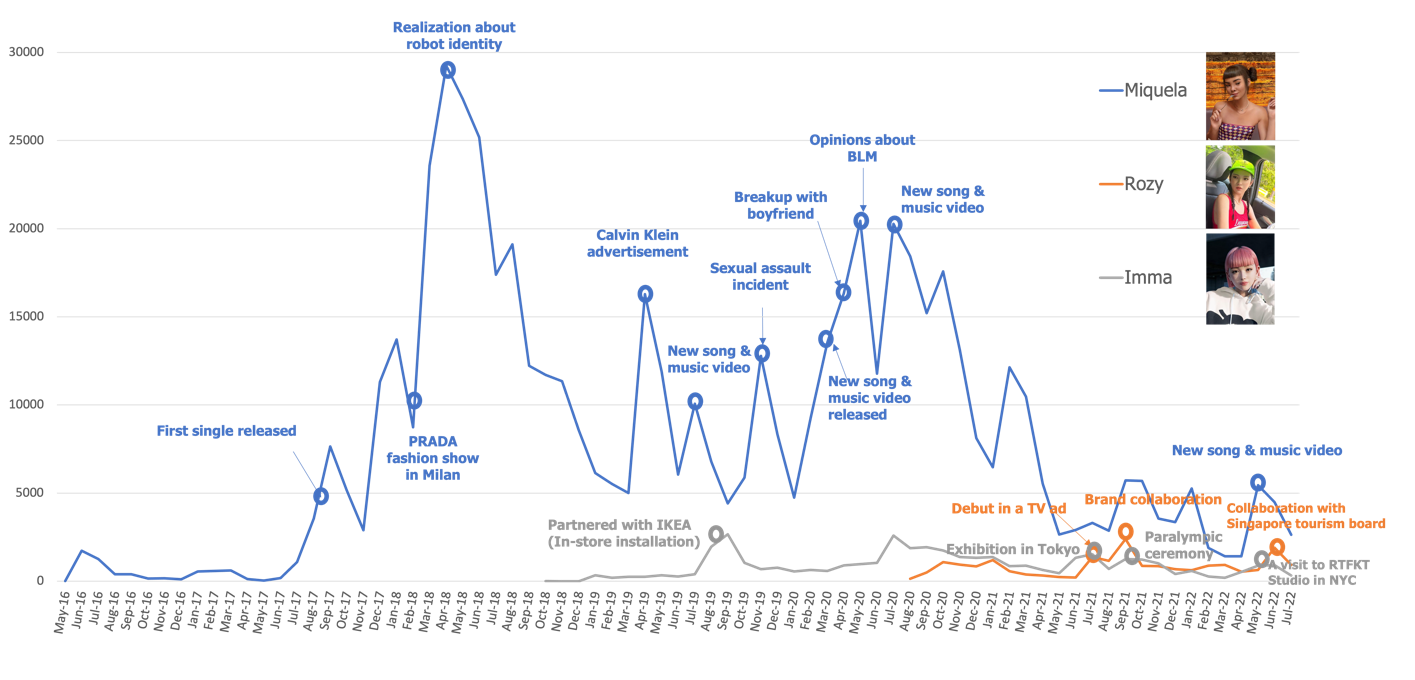 Realization about
robot identity
30000
Miquela
25000
Opinions about
BLM
Rozy
Breakup with
boyfriend
New song &
music video
20000
Calvin Klein
advertisement
Sexual assault
incident
Imma
15000
New song &
music video
New song &
music video
released
10000
First single released
PRADA
fashion show
in Milan
New song & music video
5000
Brand collaboration
Debut in a TV ad
Collaboration with
Singapore tourism board
Partnered with IKEA
(In-store installation)
Exhibition in Tokyo
Paralympic
ceremony
A visit to RTFKT
Studio in NYC
0
May-16
Jun-16
Jul-16
Aug-16
Sep-16
Oct-16
Nov-16
Dec-16
Jan-17
Feb-17
Mar-17
Apr-17
May-17
Jun-17
Jul-17
Aug-17
Sep-17
Oct-17
Nov-17
Dec-17
Jan-18
Feb-18
Mar-18
Apr-18
May-18
Jun-18
Jul-18
Aug-18
Sep-18
Oct-18
Nov-18
Dec-18
Jan-19
Feb-19
Mar-19
Apr-19
May-19
Jun-19
Jul-19
Aug-19
Sep-19
Oct-19
Nov-19
Dec-19
Jan-20
Feb-20
Mar-20
Apr-20
May-20
Jun-20
Jul-20
Aug-20
Sep-20
Oct-20
Nov-20
Dec-20
Jan-21
Feb-21
Mar-21
Apr-21
May-21
Jun-21
Jul-21
Aug-21
Sep-21
Oct-21
Nov-21
Dec-21
Jan-22
Feb-22
Mar-22
Apr-22
May-22
Jun-22
Jul-22